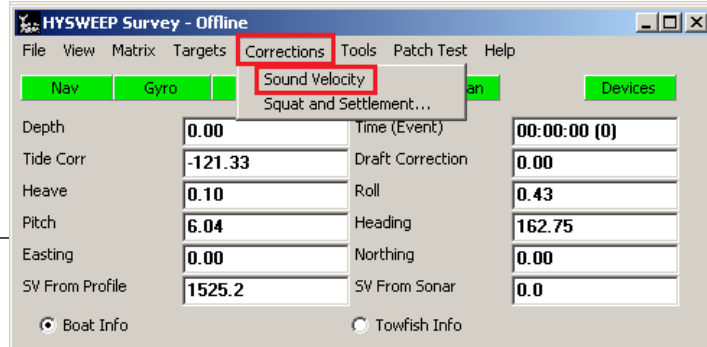 HYSWEEP Survey - Offline
File View Matrix Targets Corrections Tools Patch Test Help
Sound Velocity
Squat and Settlement...
Nav Gyro an Devices
Depth 0.00 Time (Event) 00:00:00 (0)
Tide Corr -121.33 Draft Correction 0.00
Heave 0.10 Roll 0.43
Pitch 6.04 Heading 162.75
Easting 0.00 Northing 0.00
SV From Profile 1525.2 SV From Sonar 0.0
Boat Info Towfish Info